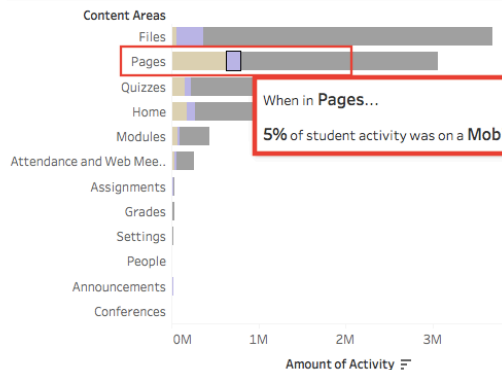 Content Areas
Files
Pages
Quizzes
Home
Modules
Attendance and Web Mee..
Assignments
Grades
Settings
People
Announcements
Conferences
When in Pages...
5% of student activity was on a Mob
0M 1M 2M 3M
Amount of Activity